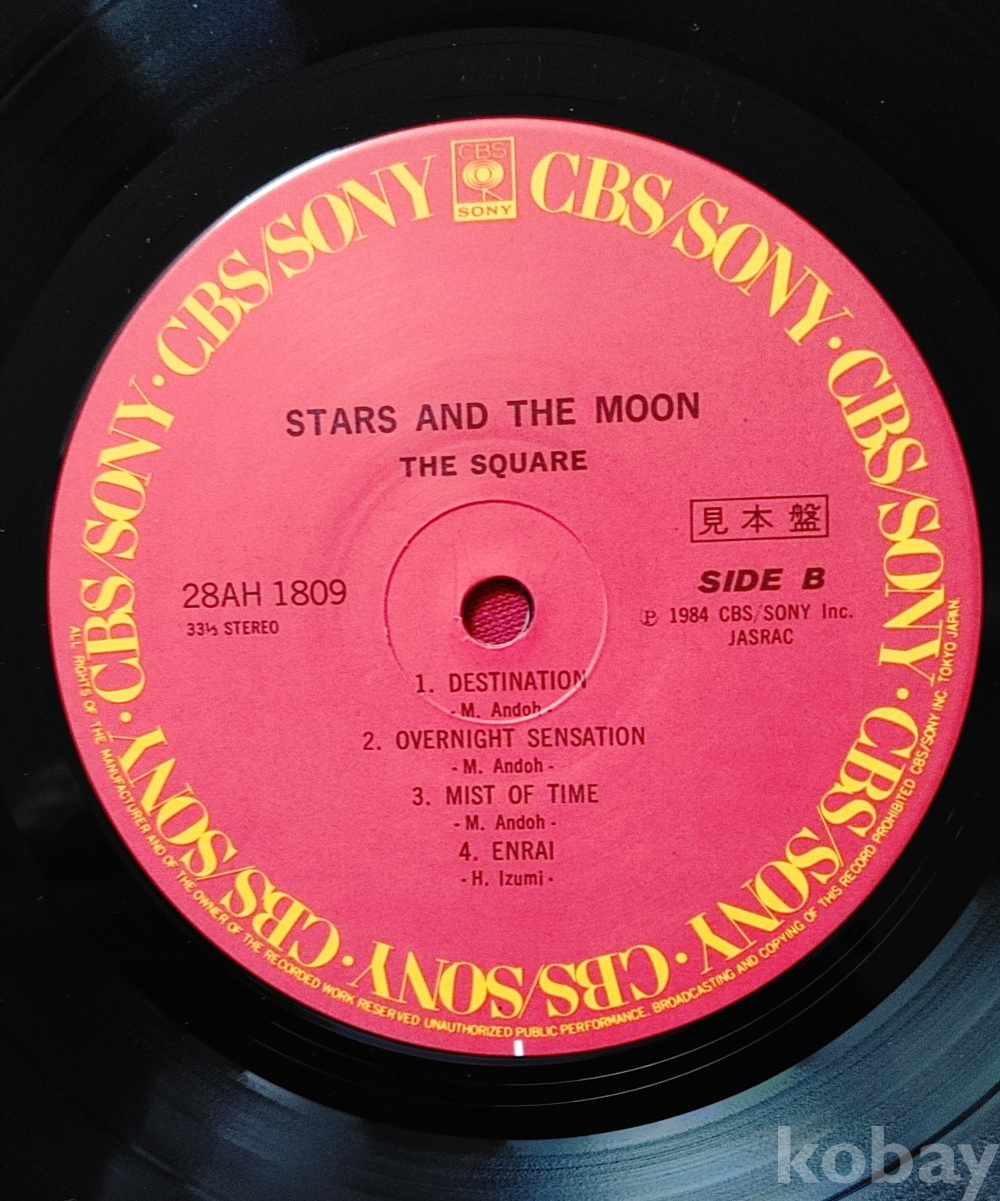 CBS
SONY
CBS/SONY · CBS/SONY · CBS/SONY · CBS/SONY · CBS/SONY · CBS/SONY · CBS/SONY · CBS/SONY
STARS AND THE MOON
THE SQUARE
見本盤
28AH 1809
33⅓ STEREO
SIDE B
Ⓟ 1984 CBS/SONY Inc.
JASRAC
1. DESTINATION
- M. Andoh -
2. OVERNIGHT SENSATION
- M. Andoh -
3. MIST OF TIME
- M. Andoh -
4. ENRAI
- H. Izumi -
ALL RIGHTS OF THE MANUFACTURER AND OF THE OWNER OF THE RECORDED WORK RESERVED UNAUTHORIZED PUBLIC PERFORMANCE, BROADCASTING AND COPYING OF THIS RECORD PROHIBITED CBS/SONY INC. TOKYO JAPAN.
kobay